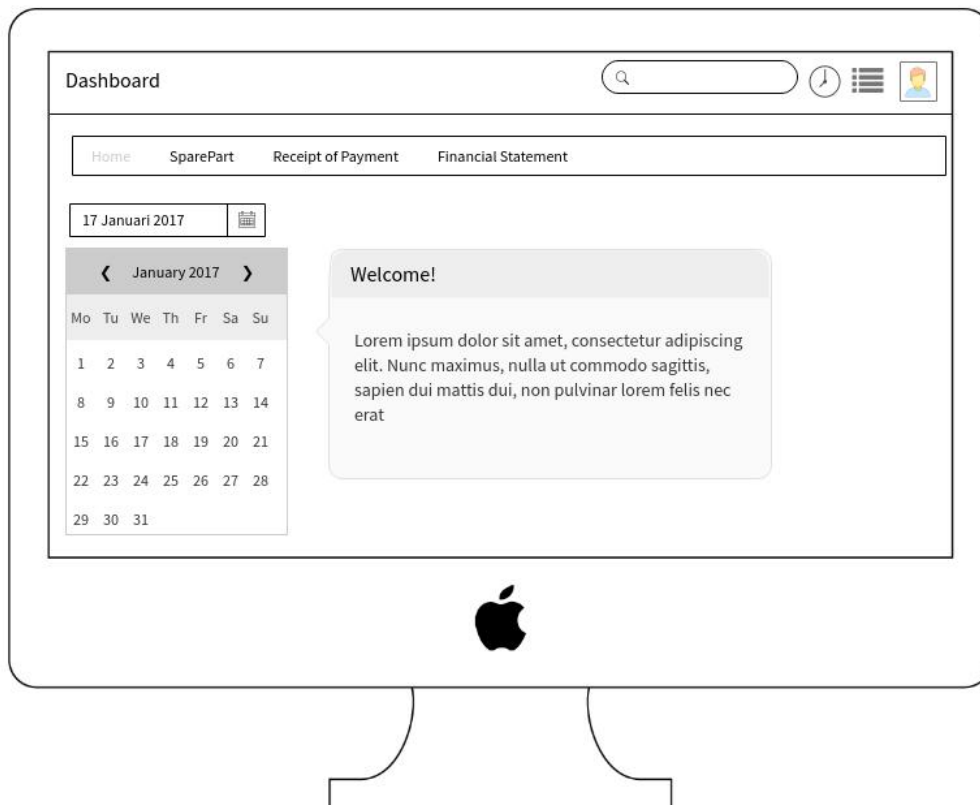 Dashboard
Home SparePart Receipt of Payment Financial Statement
17 Januari 2017
January 2017
Mo Tu We Th Fr Sa Su
1 2 3 4 5 6 7
8 9 10 11 12 13 14
15 16 17 18 19 20 21
22 23 24 25 26 27 28
29 30 31
Welcome!
Lorem ipsum dolor sit amet, consectetur adipiscing
elit. Nunc maximus, nulla ut commodo sagittis,
sapien dui mattis dui, non pulvinar lorem felis nec
erat